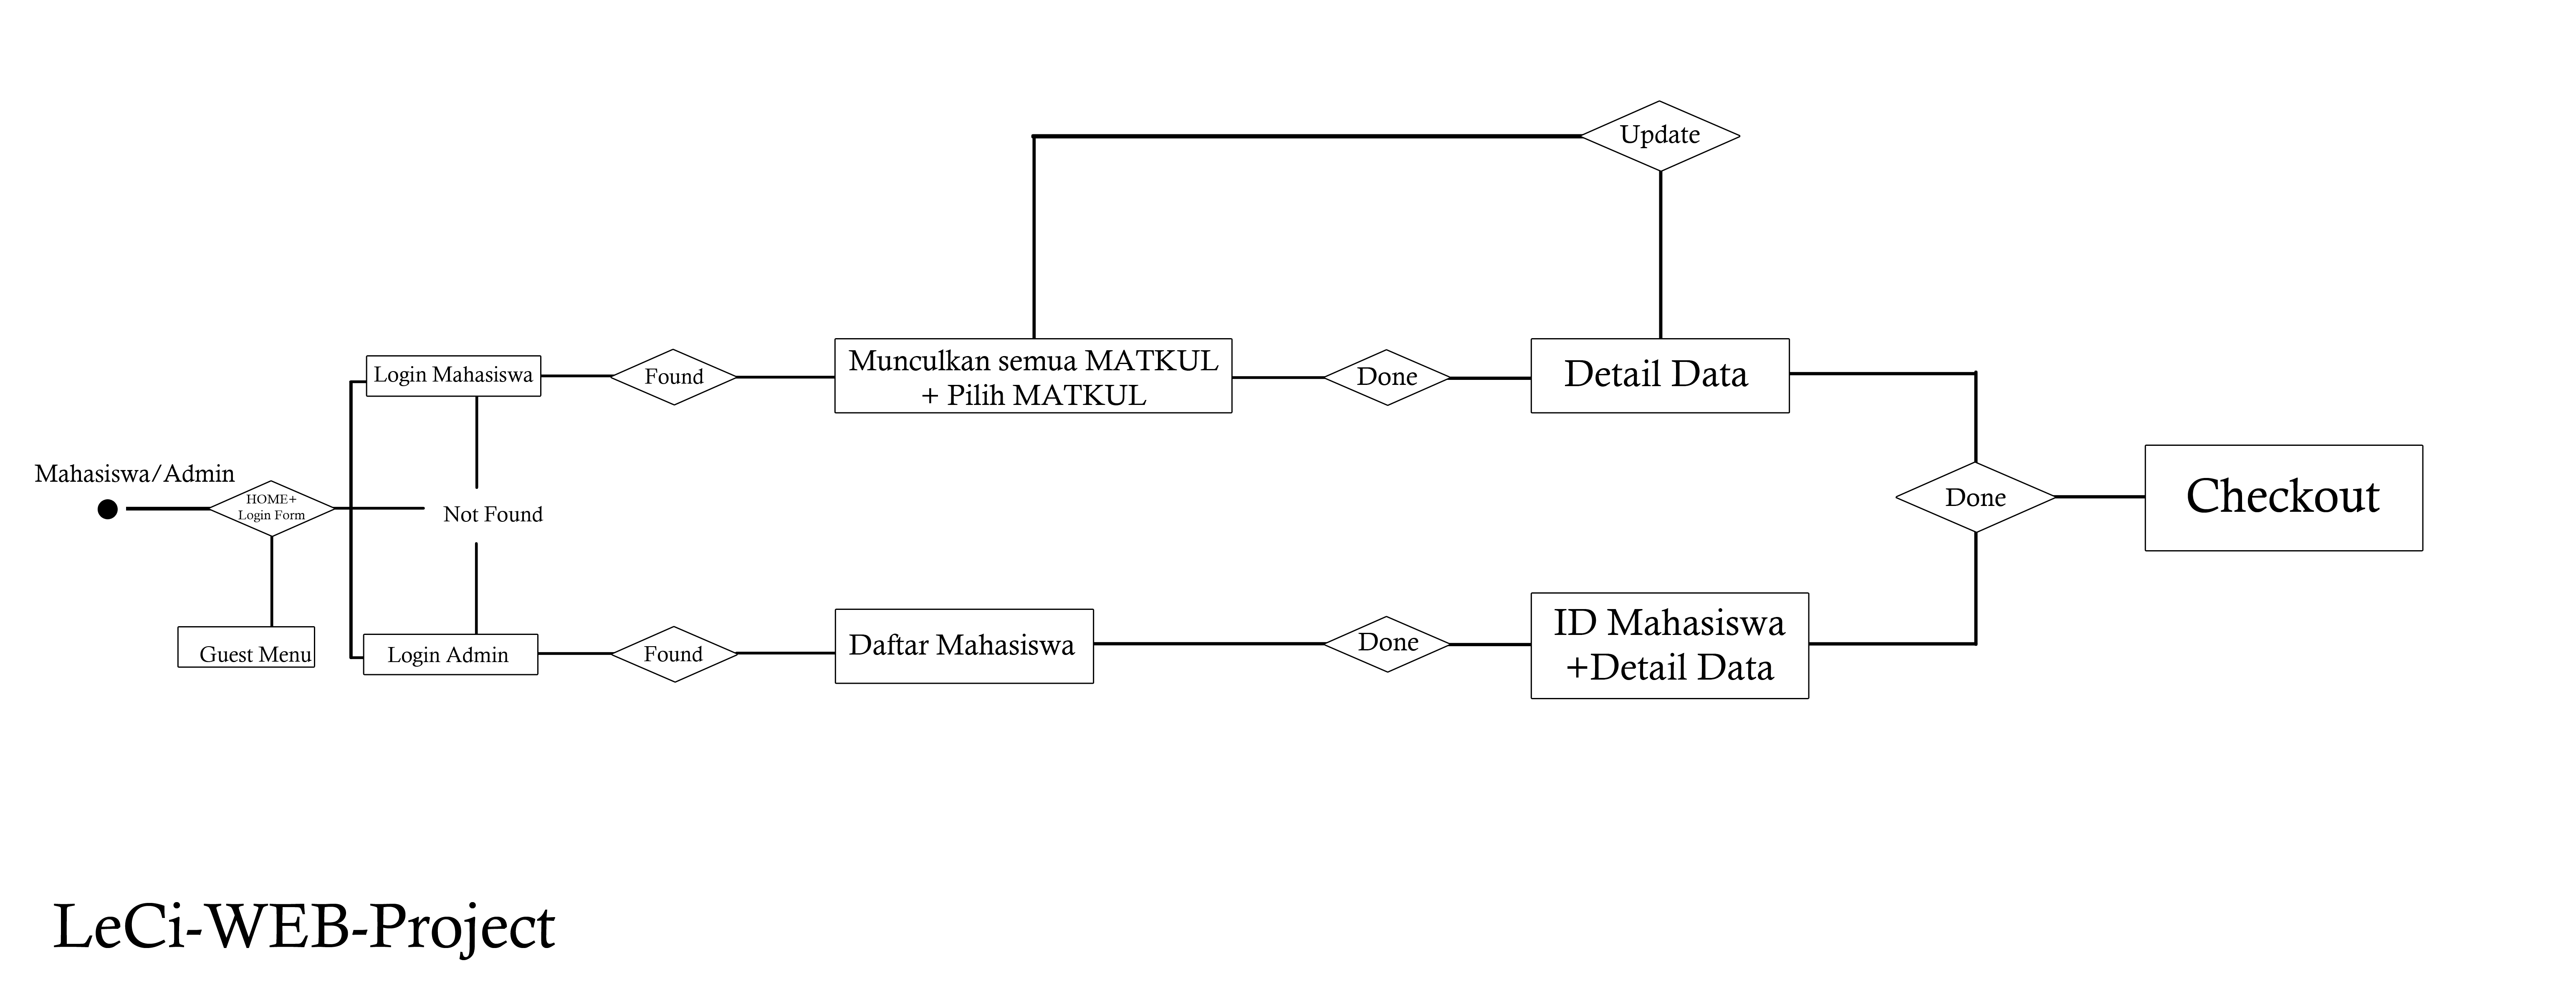 Update
Munculkan semua MATKUL
+ Pilih MATKUL
Login Mahasiswa
Found
Done
Detail Data
Mahasiswa/Admin
HOME+
Login Form
Not Found
Done
Checkout
Guest Menu
Login Admin
Found
Daftar Mahasiswa
Done
ID Mahasiswa
+Detail Data
LeCi-WEB-Project